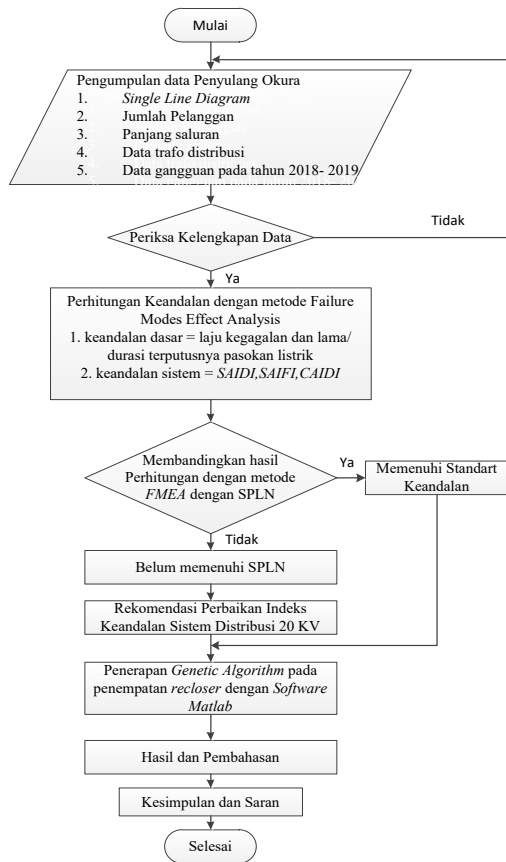 Mulai
Pengumpulan data Penyulang Okura
1. Single Line Diagram
2. Jumlah Pelanggan
3. Panjang saluran
4. Data trafo distribusi
5. Data gangguan pada tahun 2018- 2019
Periksa Kelengkapan Data
Tidak
Ya
Perhitungan Keandalan dengan metode Failure
Modes Effect Analysis
1. keandalan dasar = laju kegagalan dan lama/
durasi terputusnya pasokan listrik
2. keandalan sistem = SAIDI,SAIFI,CAIDI
Membandingkan hasil
Perhitungan dengan metode
FMEA dengan SPLN
Ya
Memenuhi Standart
Keandalan
Tidak
Belum memenuhi SPLN
Rekomendasi Perbaikan Indeks
Keandalan Sistem Distribusi 20 KV
Penerapan Genetic Algorithm pada
penempatan recloser dengan Software
Matlab
Hasil dan Pembahasan
Kesimpulan dan Saran
Selesai